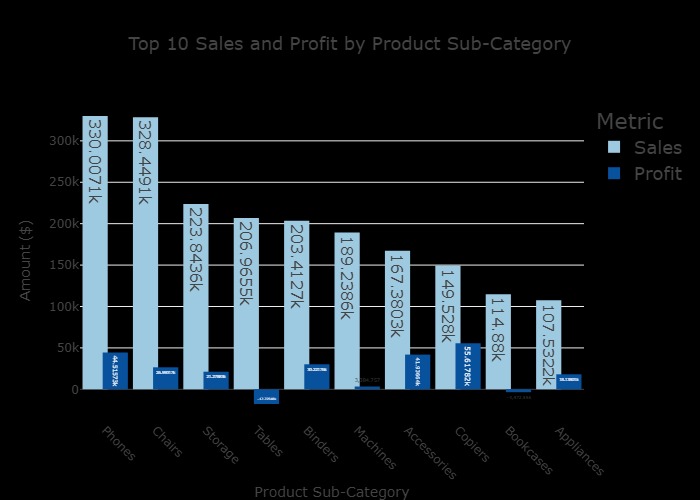 Top 10 Sales and Profit by Product Sub-Category
Metric
Sales
Profit
Amount ($)
300k
250k
200k
150k
100k
50k
0
330.0071k
328.4491k
223.8436k
206.9655k
203.4127k
189.2386k
167.3803k
149.528k
114.88k
107.5322k
44.51573k
55.61782k
Phones
Chairs
Storage
Tables
Binders
Machines
Accessories
Copiers
Bookcases
Appliances
Product Sub-Category